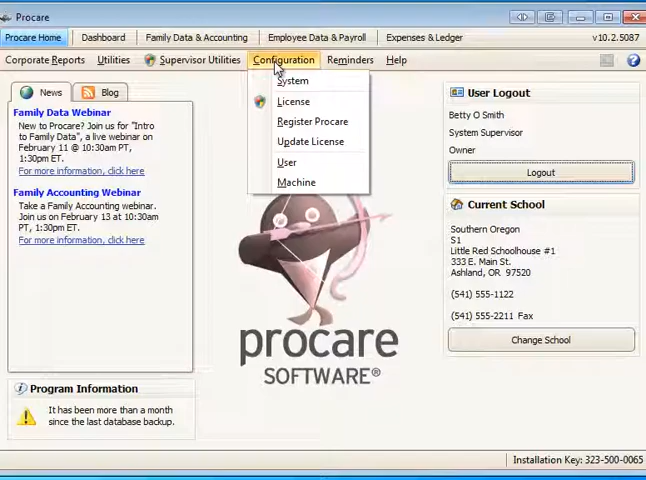 Procare
Procare Home
Dashboard
Family Data & Accounting
Employee Data & Payroll
Expenses & Ledger
v10.2.5087
Corporate Reports
Utilities
Supervisor Utilities
Configuration
Reminders
Help
System
License
Register Procare
Update License
User
Machine
News
Blog
Family Data Webinar
New to Procare? Join us for "Intro
to Family Data", a live webinar on
February 11 @ 10:30am PT,
1:30pm ET.
For more information, click here
Family Accounting Webinar
Take a Family Accounting Webinar.
Join us on February 13 at 10:30am
PT, 1:30pm ET.
For more information, click here
procare
SOFTWARE®
User Logout
Betty O Smith
System Supervisor
Owner
Logout
Current School
Southern Oregon
S1
Little Red Schoolhouse #1
333 E. Main St.
Ashland, OR 97520
(541) 555-1122
(541) 555-2211 Fax
Change School
Program Information
It has been more than a month
since the last database backup.
Installation Key: 323-500-0065